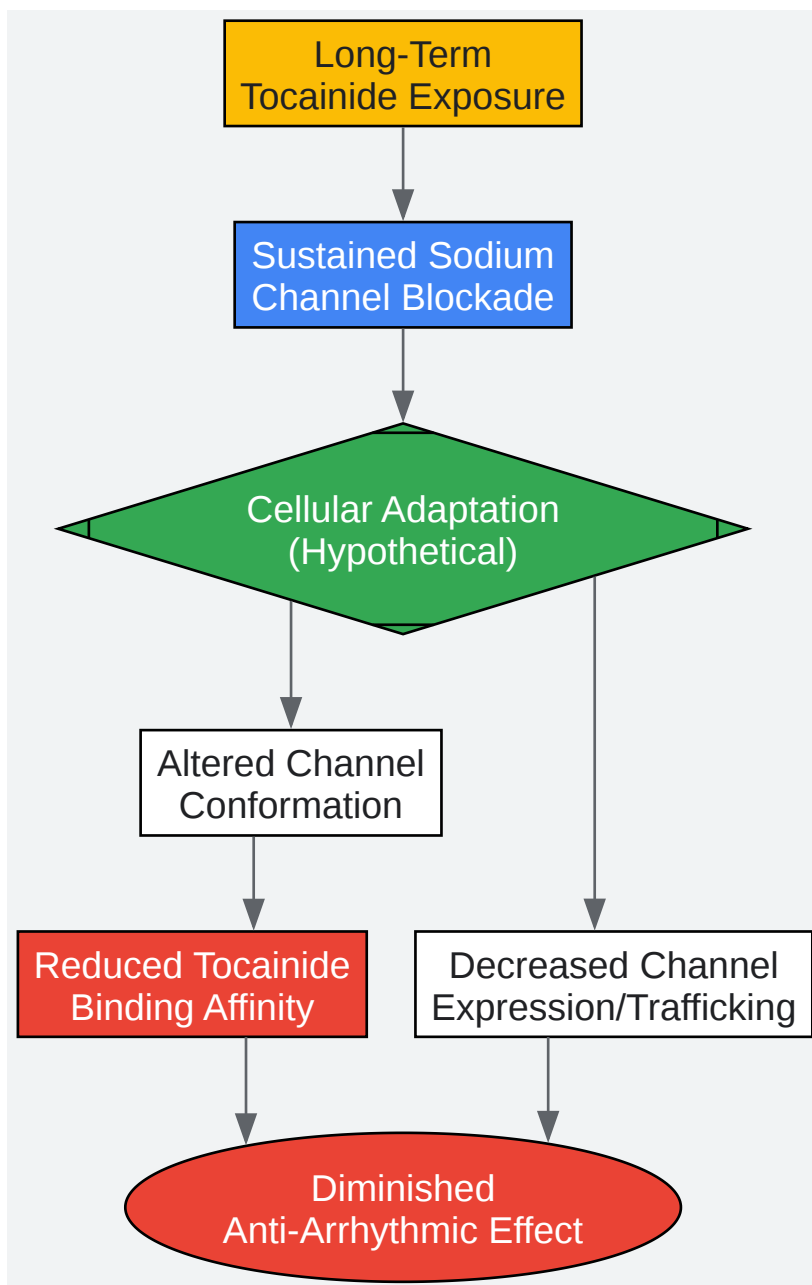 Long-Term
Tocainide Exposure
Sustained Sodium
Channel Blockade
Cellular Adaptation
(Hypothetical)
Altered Channel
Conformation
Reduced Tocainide
Binding Affinity
Decreased Channel
Expression/Trafficking
Diminished
Anti-Arrhythmic Effect